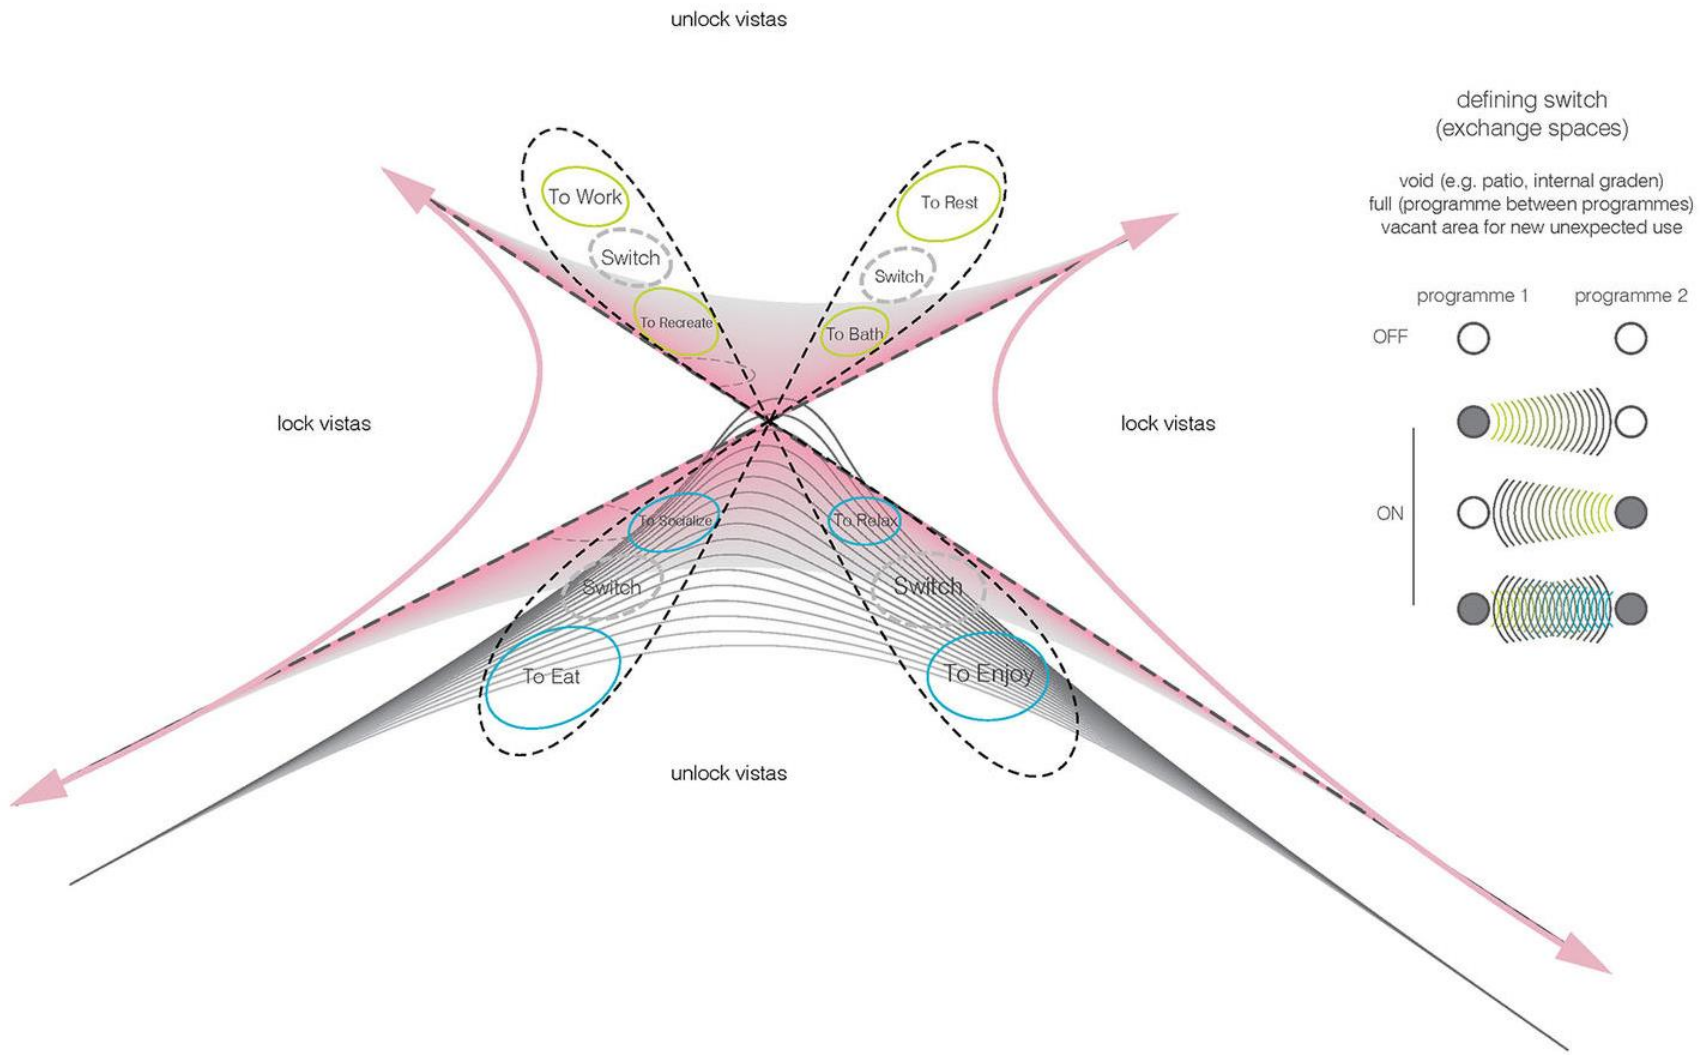 unlock vistas
defining switch
(exchange spaces)
void (e.g. patio, internal graden)
full (programme between programmes)
vacant area for new unexpected use
programme 1 programme 2
OFF
ON
To Work
Switch
To Recreate
To Rest
Switch
To Bath
lock vistas
lock vistas
To Socialize
Switch
To Eat
To Relax
Switch
To Enjoy
unlock vistas